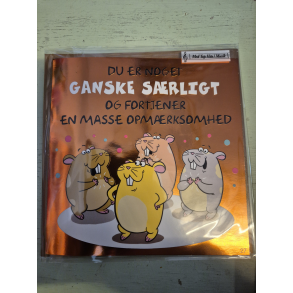 DU ER NOGET
GANSKE SÆRLIGT
OG FORTJENER
EN MASSE OPMÆRKSOMHED